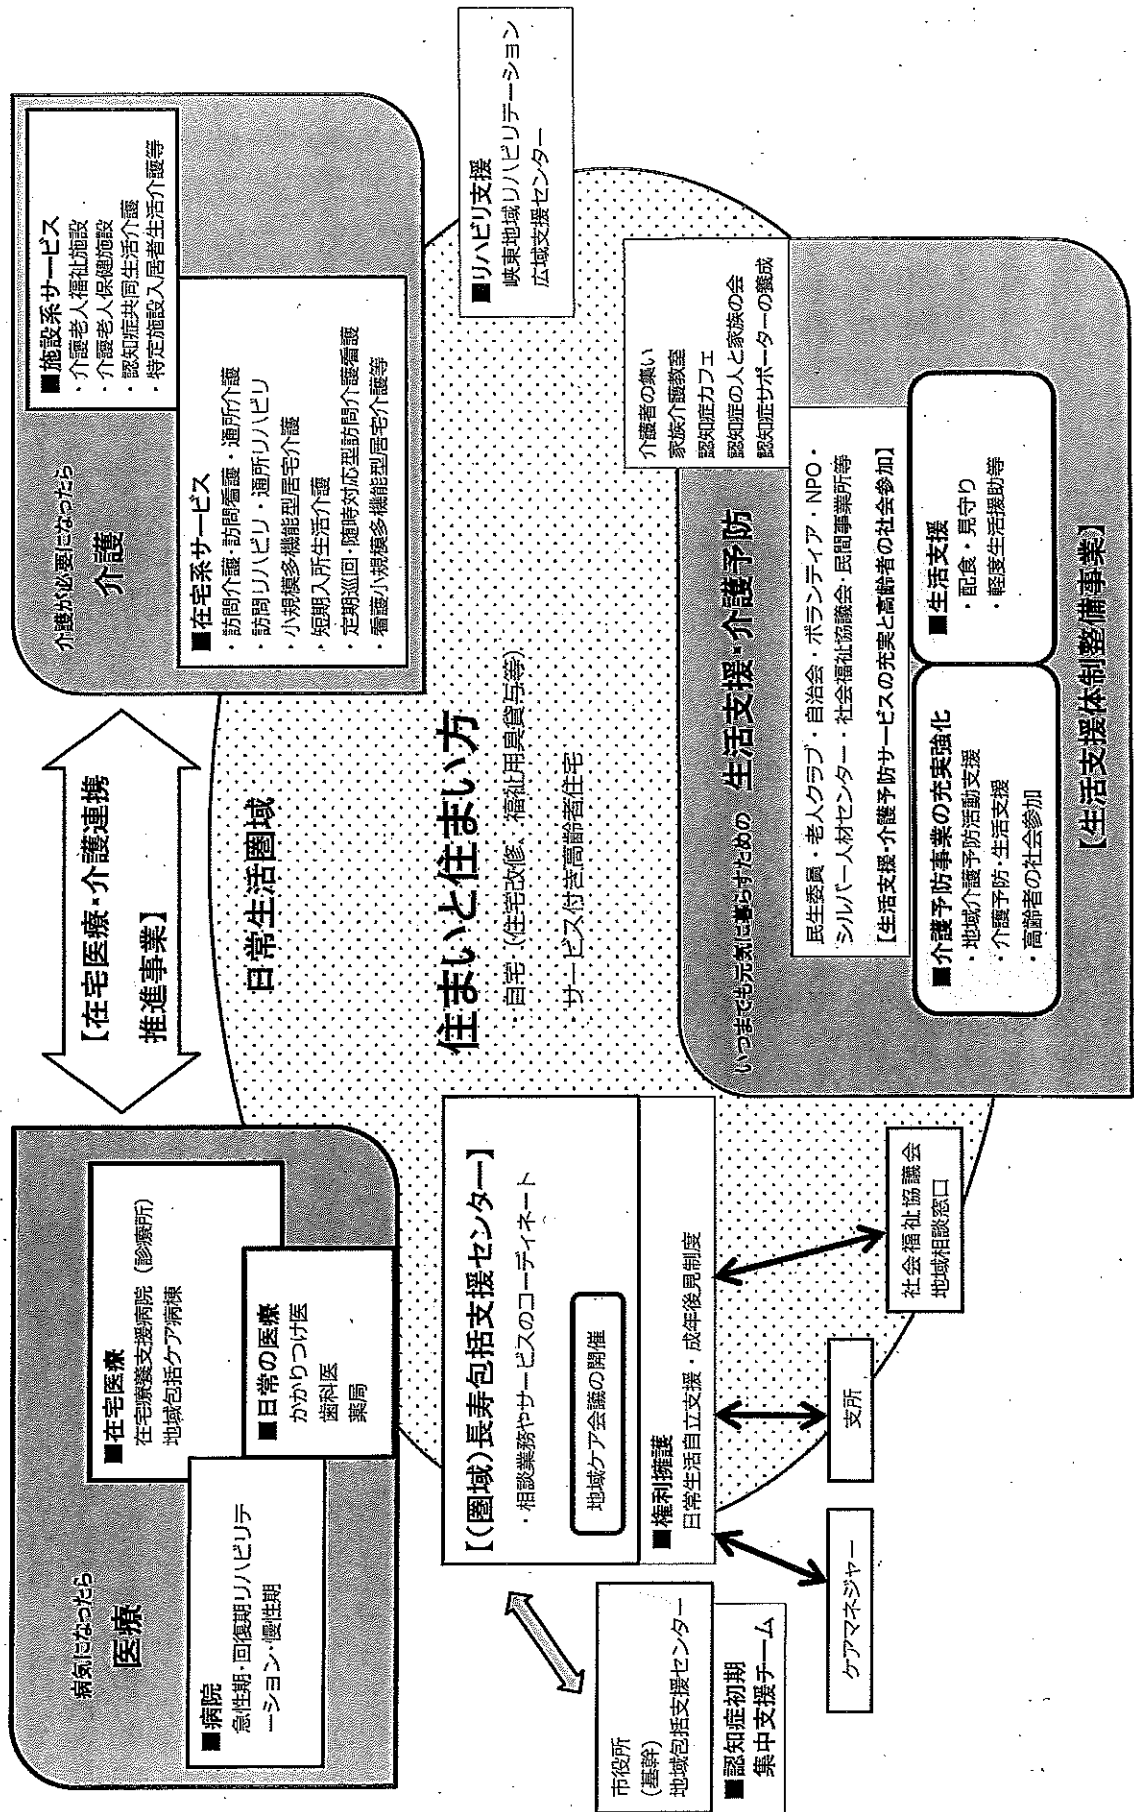 病気になったら
医療
■病院
急性期・回復期リハビリテ
ーション・慢性期
■在宅医療
在宅療養支援病院（診療所）
地域包括ケア病棟
■日常の医療
かかりつけ医
歯科医
薬局
【在宅医療・介護連携
推進事業】
介護が必要になったら
介護
■施設系サービス
・介護老人福祉施設
・介護老人保健施設
・認知症共同生活介護
・特定施設入居者生活介護等
■在宅系サービス
・訪問介護・訪問看護・通所介護
・訪問リハビリ・通所リハビリ
・小規模多機能型居宅介護
・短期入所生活介護
・定期巡回・随時対応型訪問介護看護
・看護小規模多機能型居宅介護等
日常生活圏域
住まいと住まい方
・自宅（住宅改修、福祉用具貸与等）
・サービス付き高齢者住宅
■リハビリ支援
峡東地域リハビリテーション
広域支援センター
【（圏域）長寿包括支援センター】
・相談業務やサービスのコーディネート
地域ケア会議の開催
■権利擁護
日常生活自立支援・成年後見制度
市役所
（基幹）
地域包括支援センター
■認知症初期
集中支援チーム
ケアマネジャー
支所
社会福祉協議会
地域相談窓口
いつまでも元気に暮らすための 生活支援・介護予防
介護者の集い
家族介護教室
認知症カフェ
認知症の人と家族の会
認知症サポーターの養成
民生委員・老人クラブ・自治会・ボランティア・NPO・
シルバー人材センター・社会福祉協議会・民間事業所等
【生活支援・介護予防サービスの充実と高齢者の社会参加】
■介護予防事業の充実強化
・地域介護予防活動支援
・介護予防・生活支援
・高齢者の社会参加
■生活支援
・配食・見守り
・軽度生活援助等
【生活支援体制整備事業】